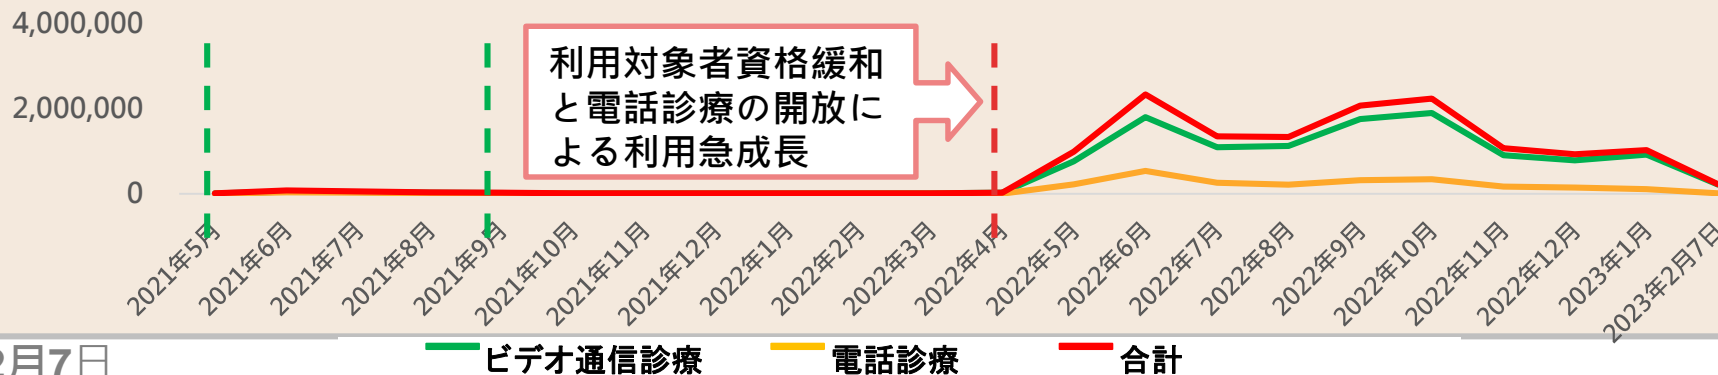 4,000,000
2,000,000
0
利用対象者資格緩和
と電話診療の開放に
よる利用急成長
2021年5月
2021年6月
2021年7月
2021年8月
2021年9月
2021年10月
2021年11月
2021年12月
2022年1月
2022年2月
2022年3月
2022年4月
2022年5月
2022年6月
2022年7月
2022年8月
2022年9月
2022年10月
2022年11月
2022年12月
2023年1月
2023年2月7日
2月7日
ビデオ通信診療 電話診療 合計